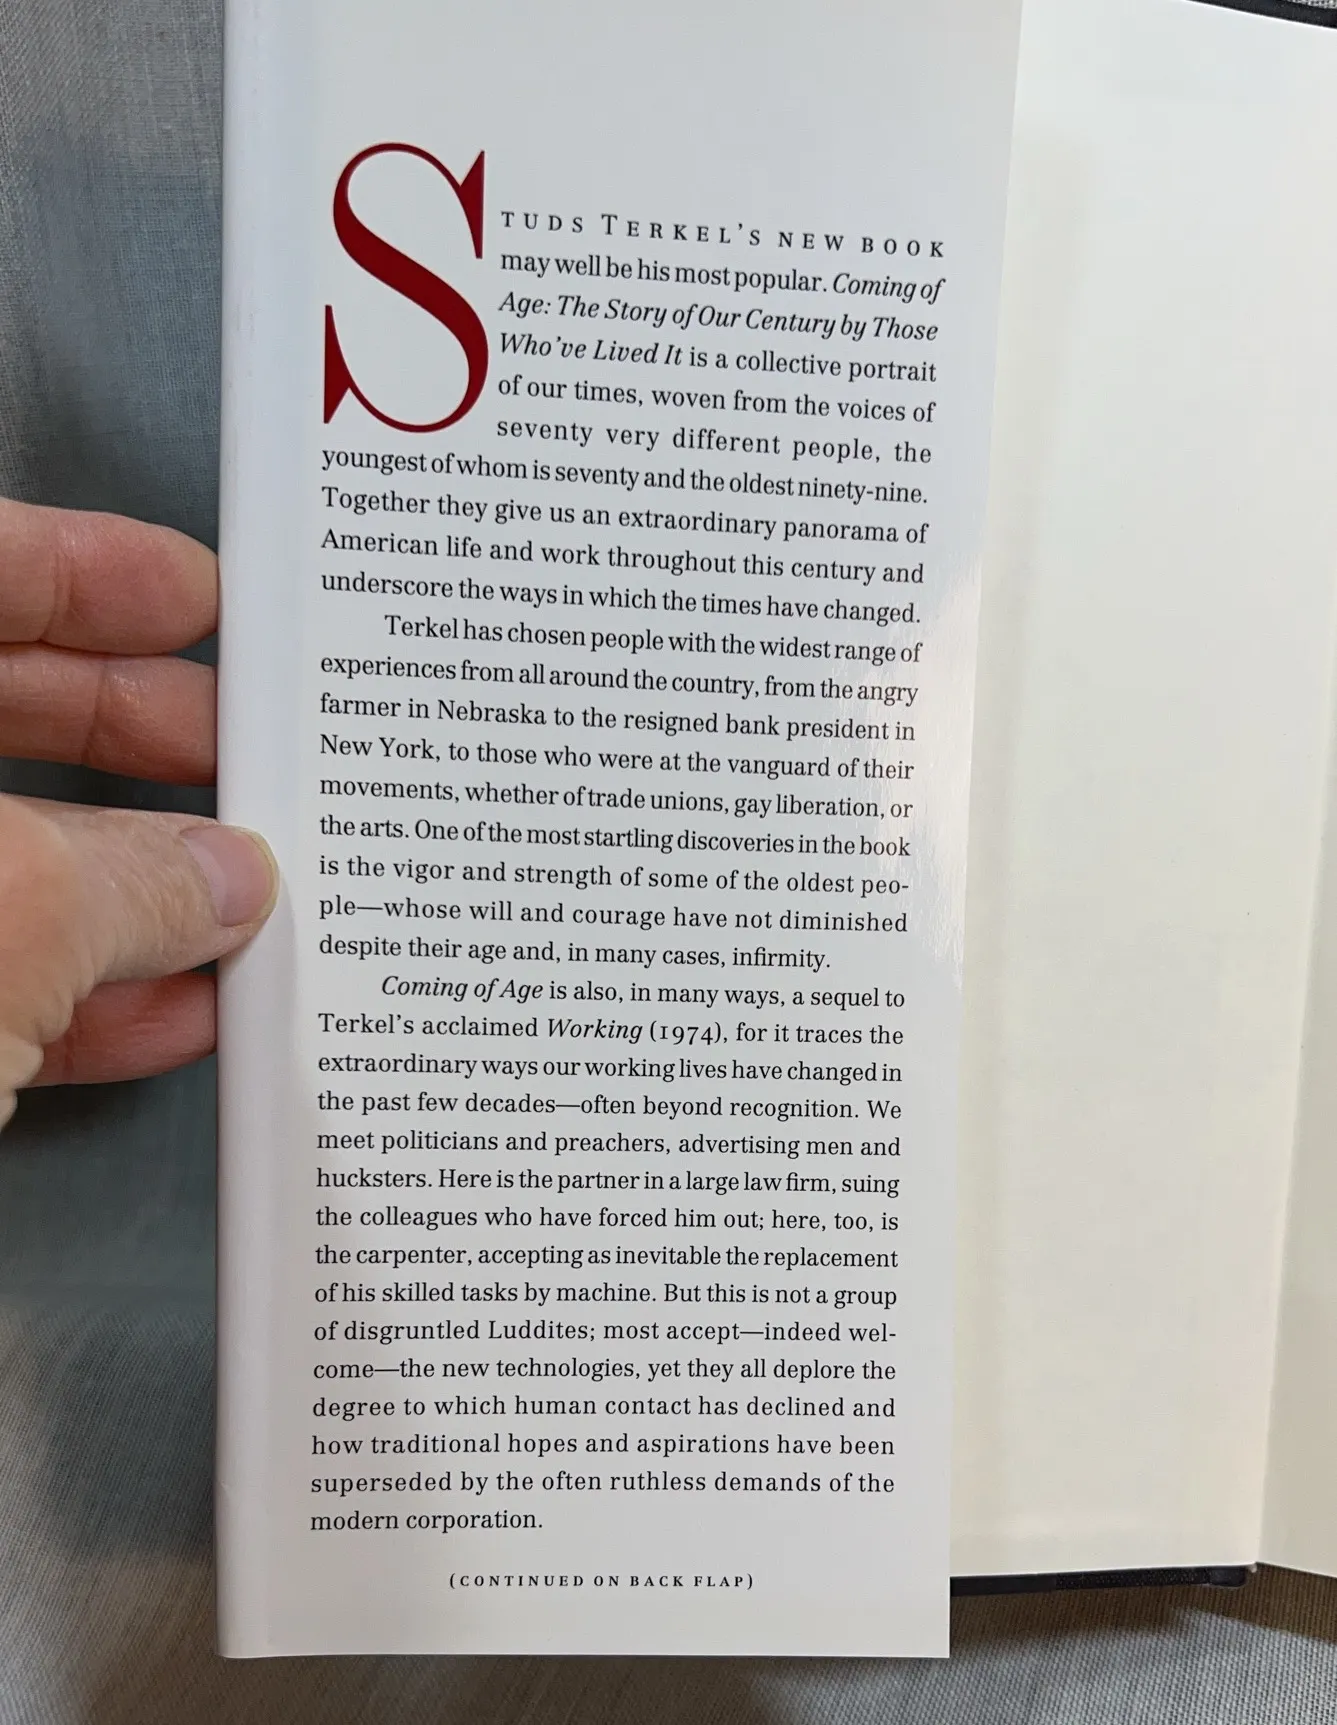 STUDS TERKEL'S NEW BOOK
may well be his most popular. Coming of
Age: The Story of Our Century by Those
Who've Lived It is a collective portrait
of our times, woven from the voices of
seventy very different people, the
youngest of whom is seventy and the oldest ninety-nine.
Together they give us an extraordinary panorama of
American life and work throughout this century and
underscore the ways in which the times have changed.
Terkel has chosen people with the widest range of
experiences from all around the country, from the angry
farmer in Nebraska to the resigned bank president in
New York, to those who were at the vanguard of their
movements, whether of trade unions, gay liberation, or
the arts. One of the most startling discoveries in the book
is the vigor and strength of some of the oldest peo-
ple—whose will and courage have not diminished
despite their age and, in many cases, infirmity.
Coming of Age is also, in many ways, a sequel to
Terkel's acclaimed Working (1974), for it traces the
extraordinary ways our working lives have changed in
the past few decades—often beyond recognition. We
meet politicians and preachers, advertising men and
hucksters. Here is the partner in a large law firm, suing
the colleagues who have forced him out; here, too, is
the carpenter, accepting as inevitable the replacement
of his skilled tasks by machine. But this is not a group
of disgruntled Luddites; most accept—indeed wel-
come—the new technologies, yet they all deplore the
degree to which human contact has declined and
how traditional hopes and aspirations have been
superseded by the often ruthless demands of the
modern corporation.
(CONTINUED ON BACK FLAP)